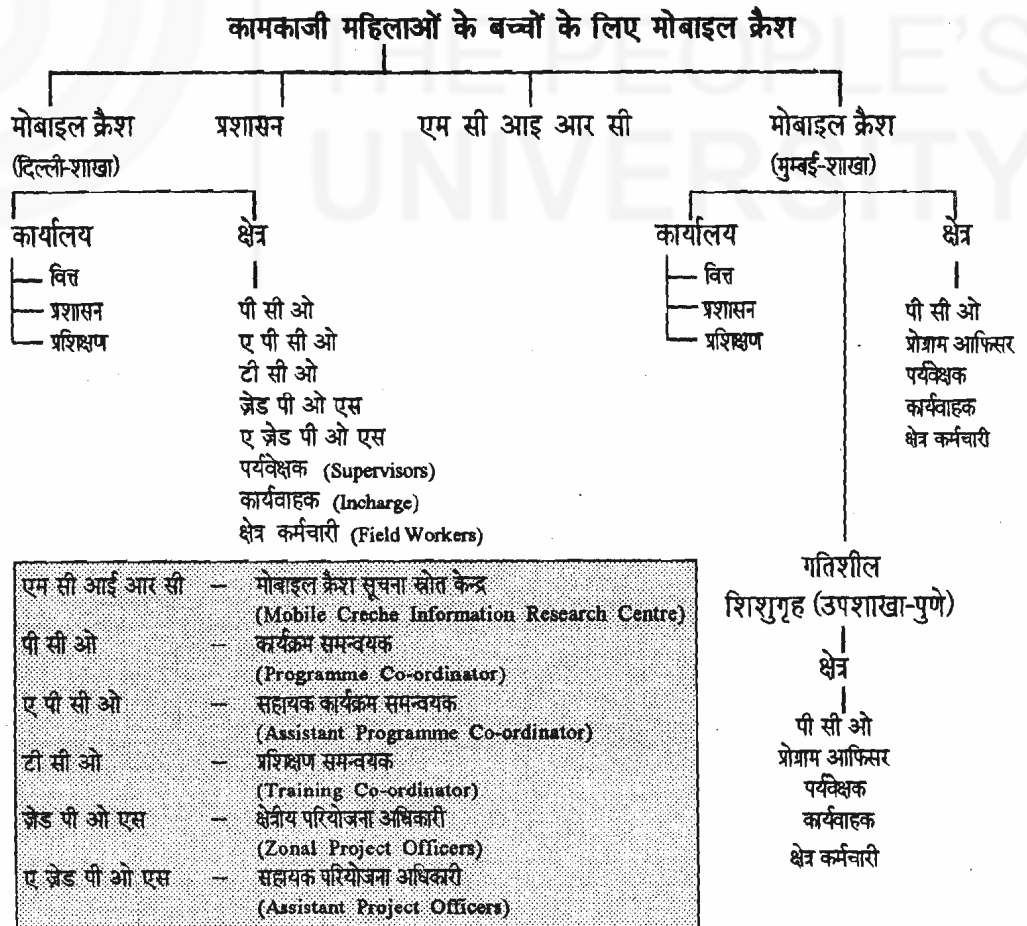 कामकाजी महिलाओं के बच्चों के लिए मोबाइल क्रैश
THE PEOPLE'S
UNIVERSITY
मोबाइल क्रैश
(दिल्ली-शाखा)
प्रशासन
एम सी आइ आर सी
मोबाइल क्रैश
(मुम्बई-शाखा)
कार्यालय
वित्त
प्रशासन
प्रशिक्षण
क्षेत्र
पी सी ओ
ए पी सी ओ
टी सी ओ
ज़ेड पी ओ एस
ए ज़ेड पी ओ एस
पर्यवेक्षक (Supervisors)
कार्यवाहक (Incharge)
क्षेत्र कर्मचारी (Field Workers)
कार्यालय
वित्त
प्रशासन
प्रशिक्षण
क्षेत्र
पी सी ओ
प्रोग्राम आफिसर
पर्यवेक्षक
कार्यवाहक
क्षेत्र कर्मचारी
गतिशील
शिशुगृह (उपशाखा-पुणे)
क्षेत्र
पी सी ओ
प्रोग्राम आफिसर
पर्यवेक्षक
कार्यवाहक
क्षेत्र कर्मचारी
एम सी आई आर सी – मोबाइल क्रैश सूचना स्रोत केन्द्र
(Mobile Creche Information Research Centre)
पी सी ओ – कार्यक्रम समन्वयक
(Programme Co-ordinator)
ए पी सी ओ – सहायक कार्यक्रम समन्वयक
(Assistant Programme Co-ordinator)
टी सी ओ – प्रशिक्षण समन्वयक
(Training Co-ordinator)
ज़ेड पी ओ एस – क्षेत्रीय परियोजना अधिकारी
(Zonal Project Officers)
ए ज़ेड पी ओ एस – सहायक परियोजना अधिकारी
(Assistant Project Officers)